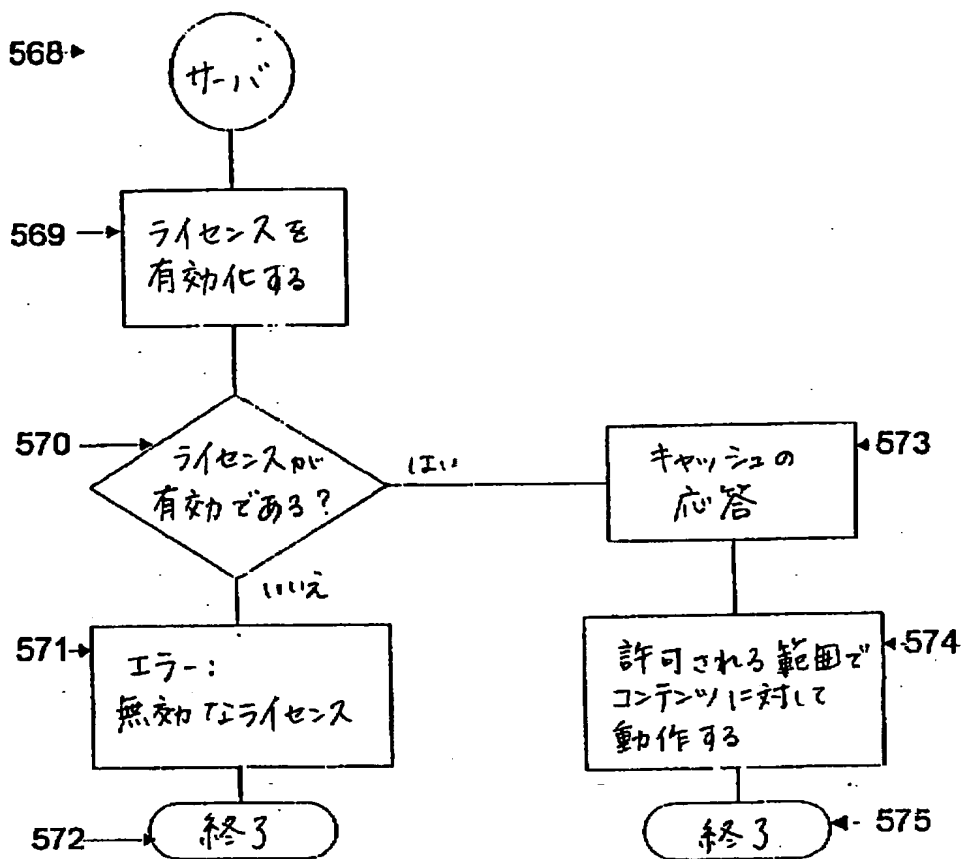 568
サーバ
569
ライセンスを
有効化する
570
ライセンスが
有効である?
はい
キャッシュの
応答
573
いいえ
571
エラー:
無効なライセンス
許可される範囲で
コンテンツに対して
動作する
574
572
終了
終了
575